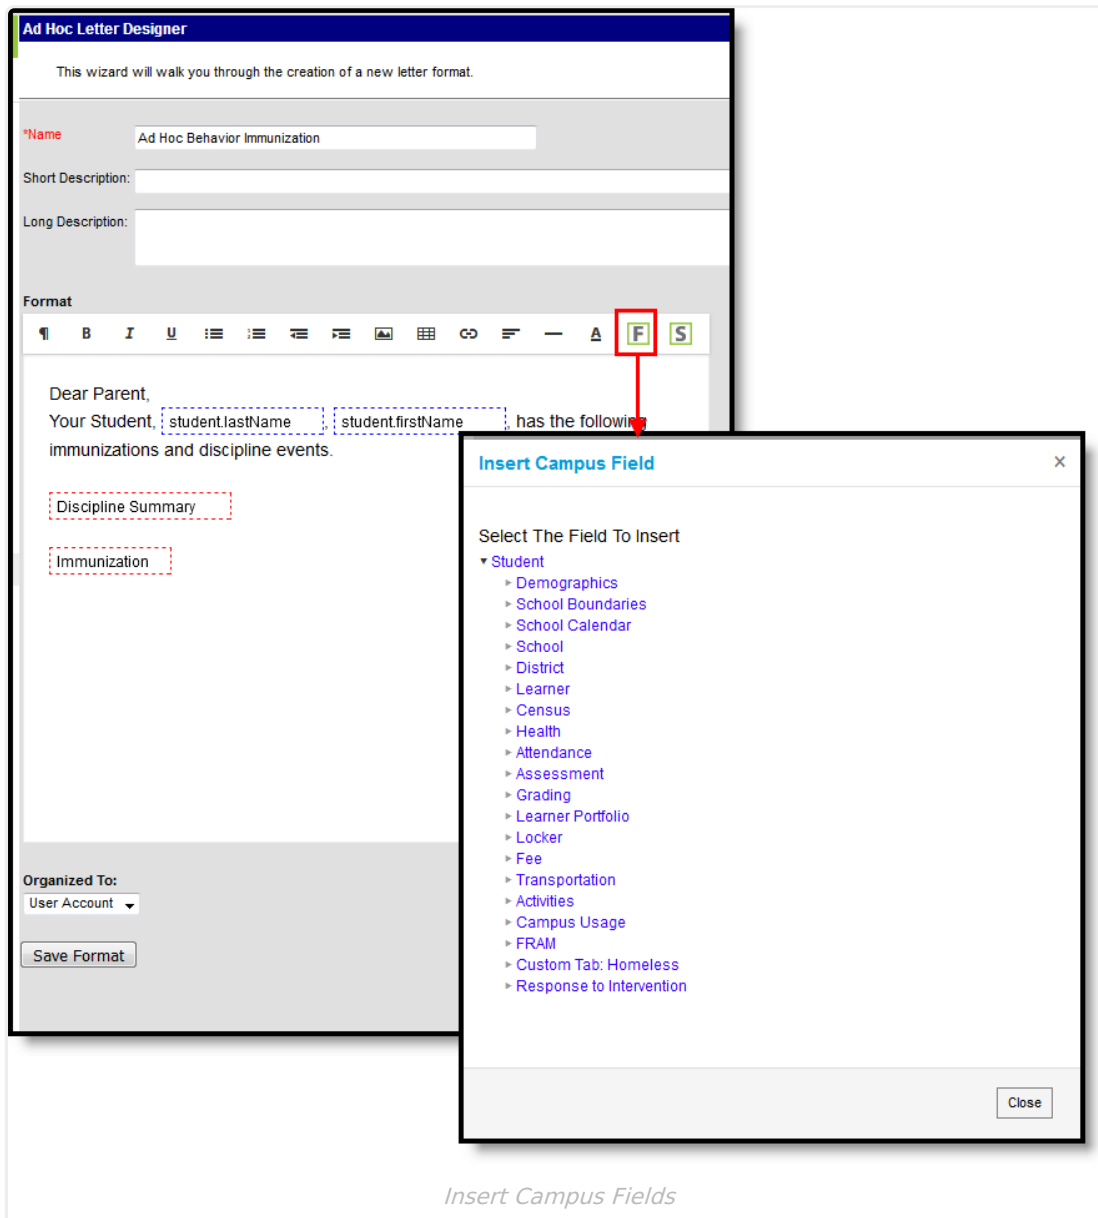 Ad Hoc Letter Designer
This wizard will walk you through the creation of a new letter format.
*Name
Ad Hoc Behavior Immunization
Short Description:
Long Description:
Format
¶ B I U A F S
Dear Parent,
Your Student, student.lastName , student.firstName , has the following
immunizations and discipline events.
Discipline Summary
Immunization
Organized To:
User Account
Save Format
Insert Campus Field
×
Select The Field To Insert
Student
Demographics
School Boundaries
School Calendar
School
District
Learner
Census
Health
Attendance
Assessment
Grading
Learner Portfolio
Locker
Fee
Transportation
Activities
Campus Usage
FRAM
Custom Tab: Homeless
Response to Intervention
Close
Insert Campus Fields